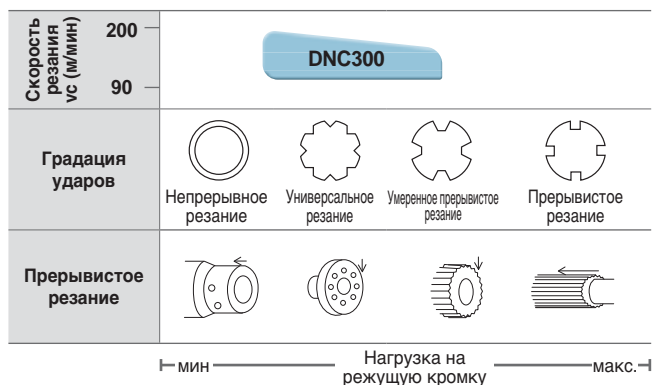 Скорость
резания
vc (м/мин)
200
90
DNC300
Градация
ударов
Непрерывное
резание
Универсальное
резание
Умеренное прерывистое
резание
Прерывистое
резание
Прерывистое
резание
мин
Нагрузка на
режущую кромку
макс.